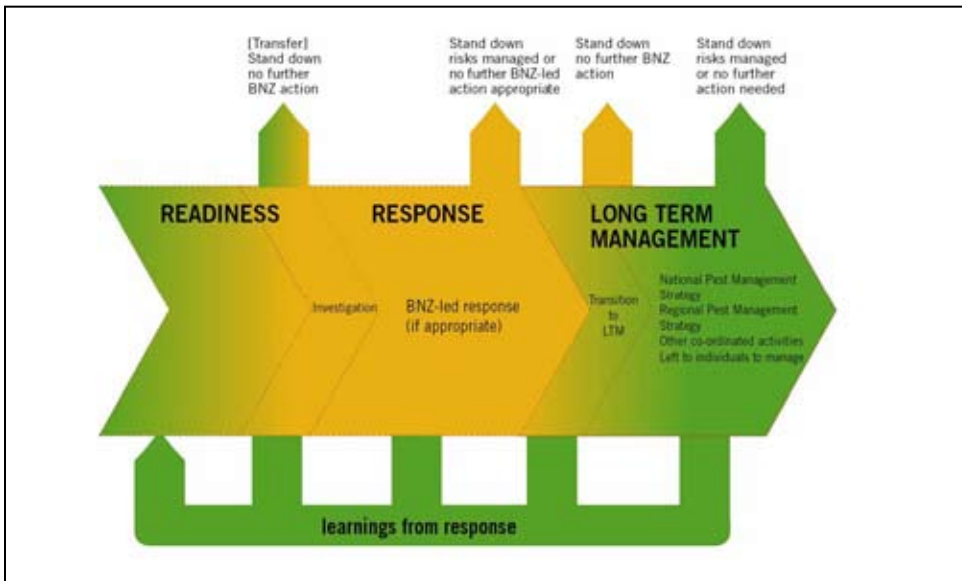 [Transfer]
Stand down
no further
BNZ action
Stand down
risks managed or
no further BNZ-led
action appropriate
Stand down
no further BNZ
action
Stand down
risks managed
or no further
action needed
READINESS
RESPONSE
LONG TERM
MANAGEMENT
Investigation
BNZ-led response
(if appropriate)
Transition
to
LTM
National Pest Management
Strategy
Regional Pest Management
Strategy
Other co-ordinated activities
Left to individuals to manage
learnings from response